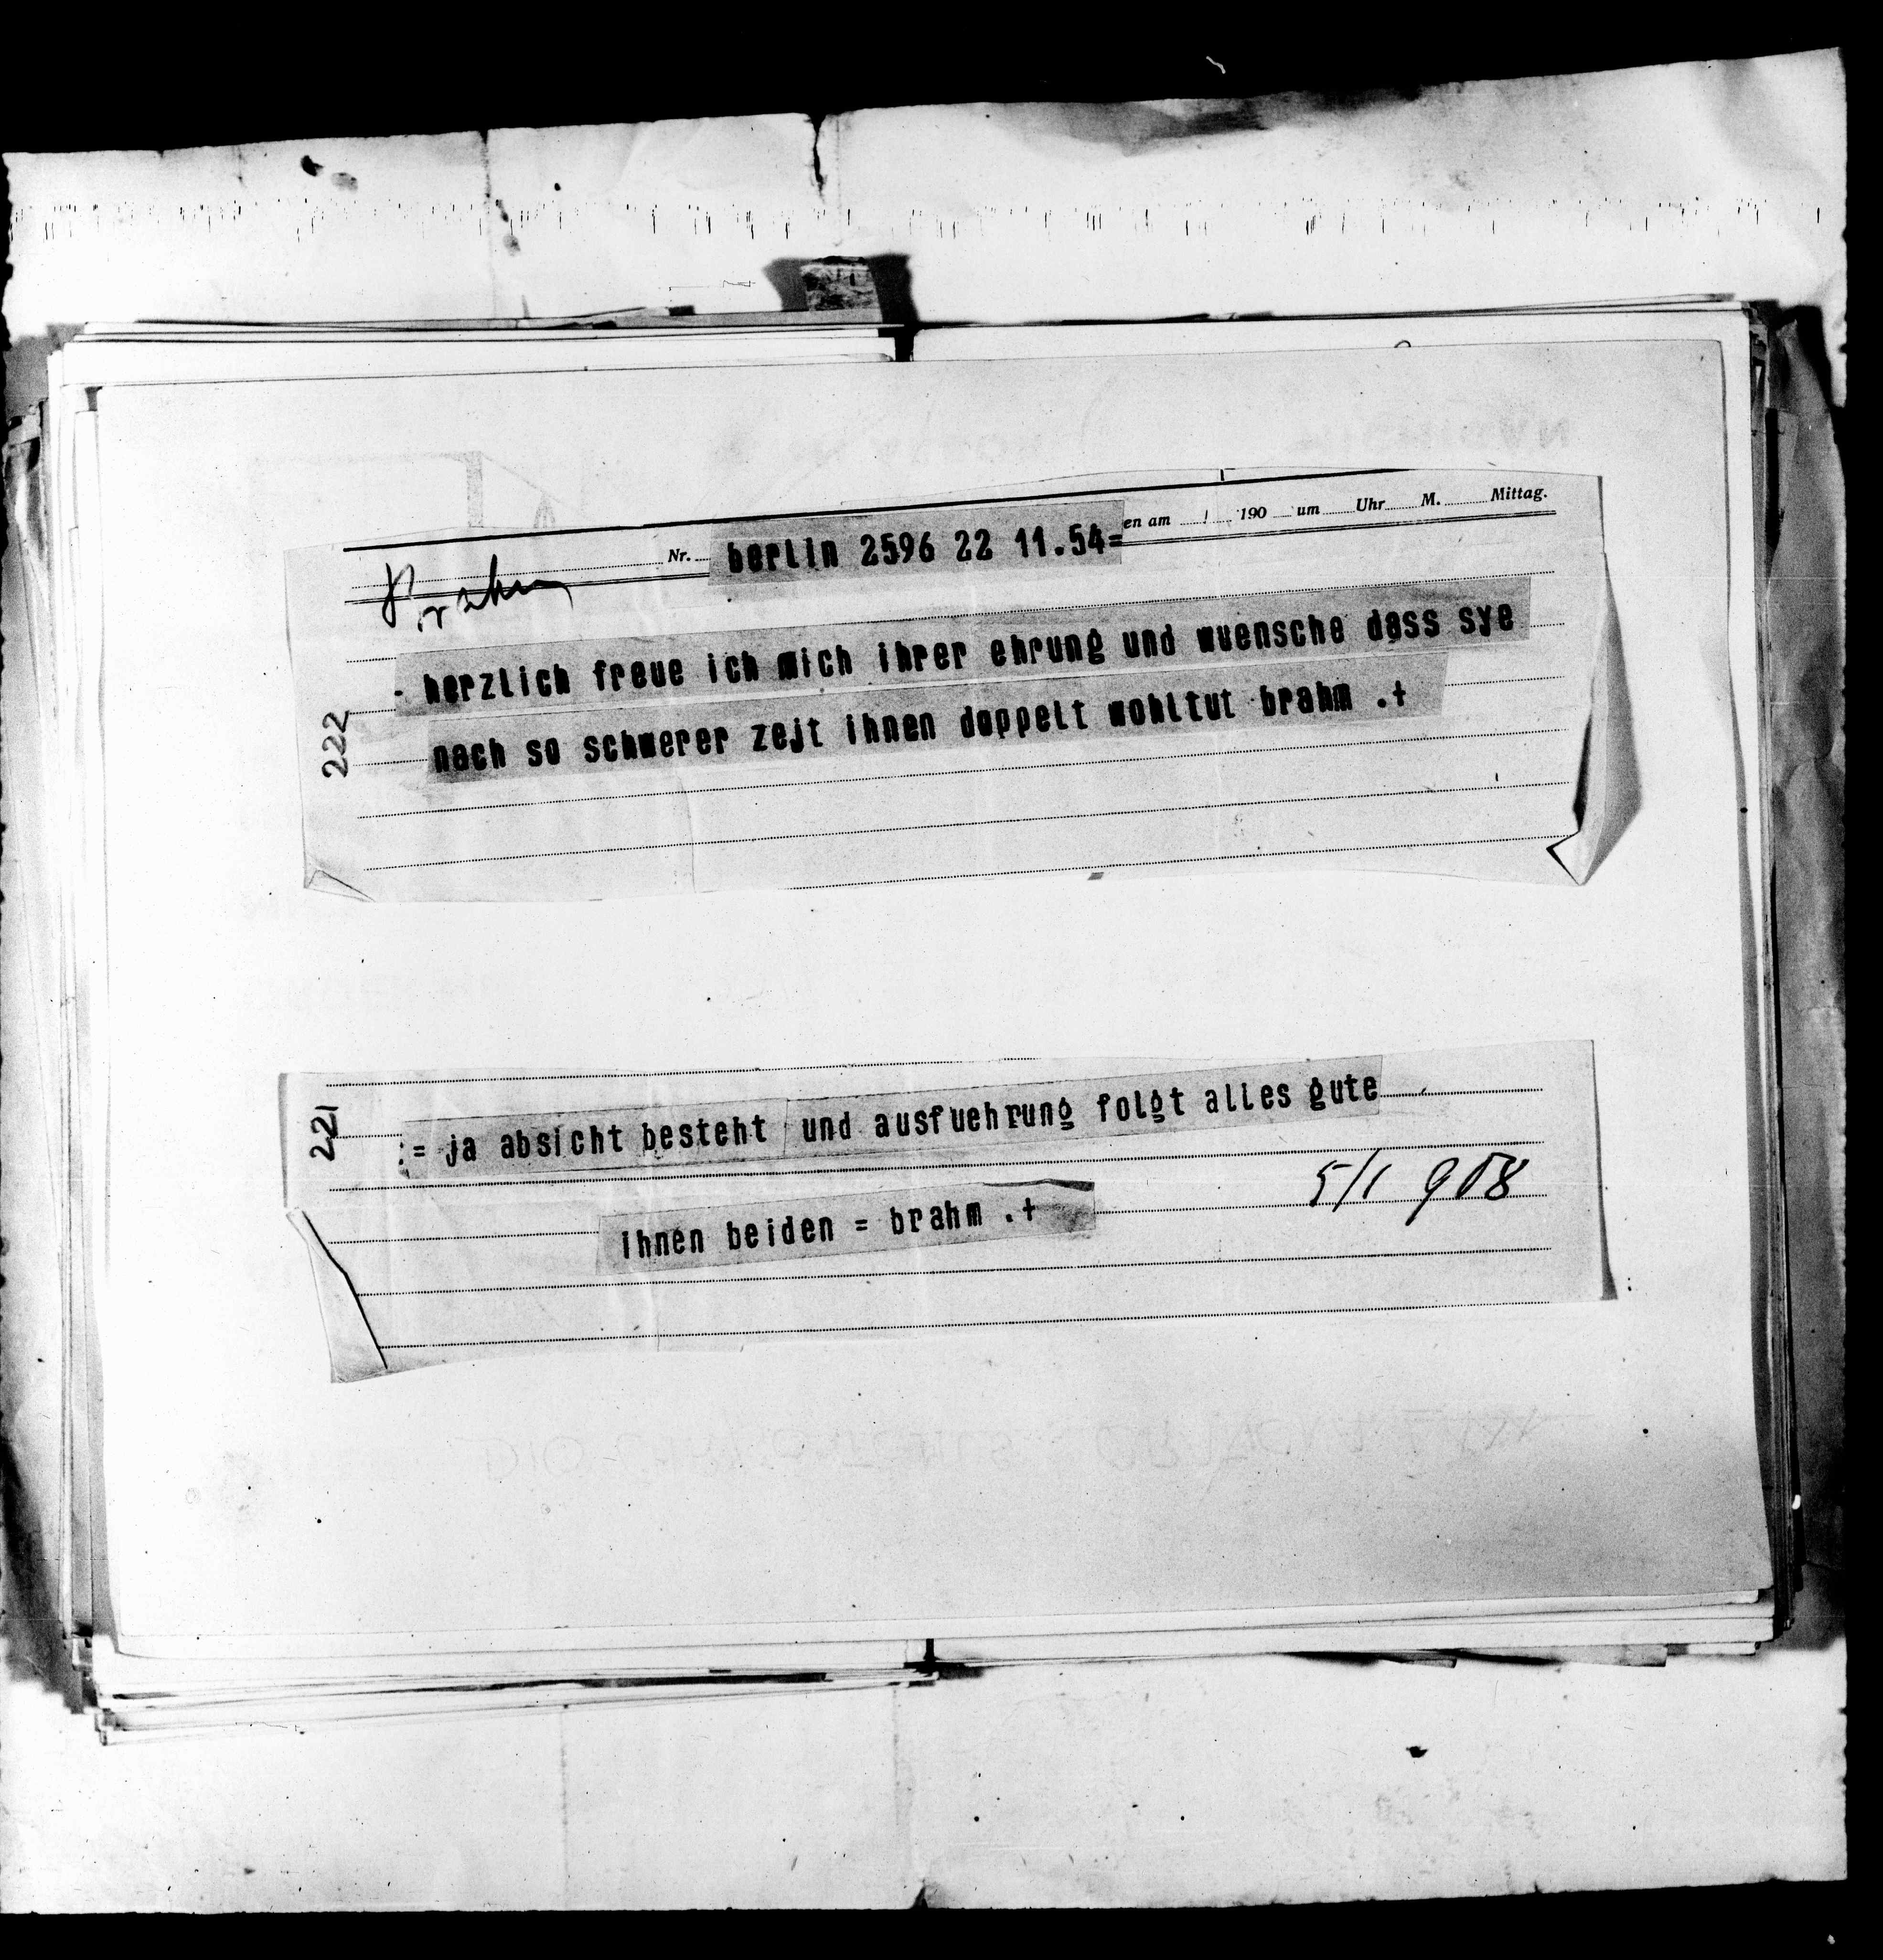 Nr. berlin 2596 22 11.54= en am / 190 um Uhr M. Mittag.
Brahm
- herzlich freue ich mich ihrer ehrung und wuensche dass sye
nach so schwerer zejt ihnen doppelt wohltut brahm .+
222
221
:= ja absicht besteht und ausfuehrung folgt alles gute
5/1 908
ihnen beiden = brahm .+